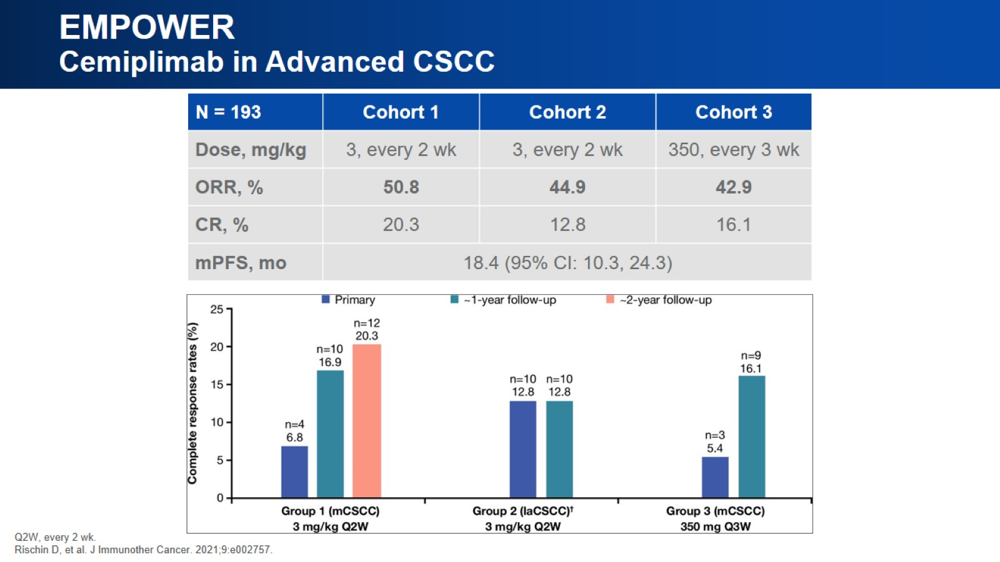 EMPOWER
Cemiplimab in Advanced CSCC
N = 193 Cohort 1 Cohort 2 Cohort 3
Dose, mg/kg 3, every 2 wk 3, every 2 wk 350, every 3 wk
ORR, % 50.8 44.9 42.9
CR, % 20.3 12.8 16.1
mPFS, mo 18.4 (95% CI: 10.3, 24.3)
Primary ~1-year follow-up ~2-year follow-up
Complete response rates (%)
25
20
15
10
5
0
n=4
6.8
n=10
16.9
n=12
20.3
n=10
12.8
n=10
12.8
n=3
5.4
n=9
16.1
Group 1 (mCSCC)
3 mg/kg Q2W
Group 2 (laCSCC)†
3 mg/kg Q2W
Group 3 (mCSCC)
350 mg Q3W
Q2W, every 2 wk.
Rischin D, et al. J Immunother Cancer. 2021;9:e002757.